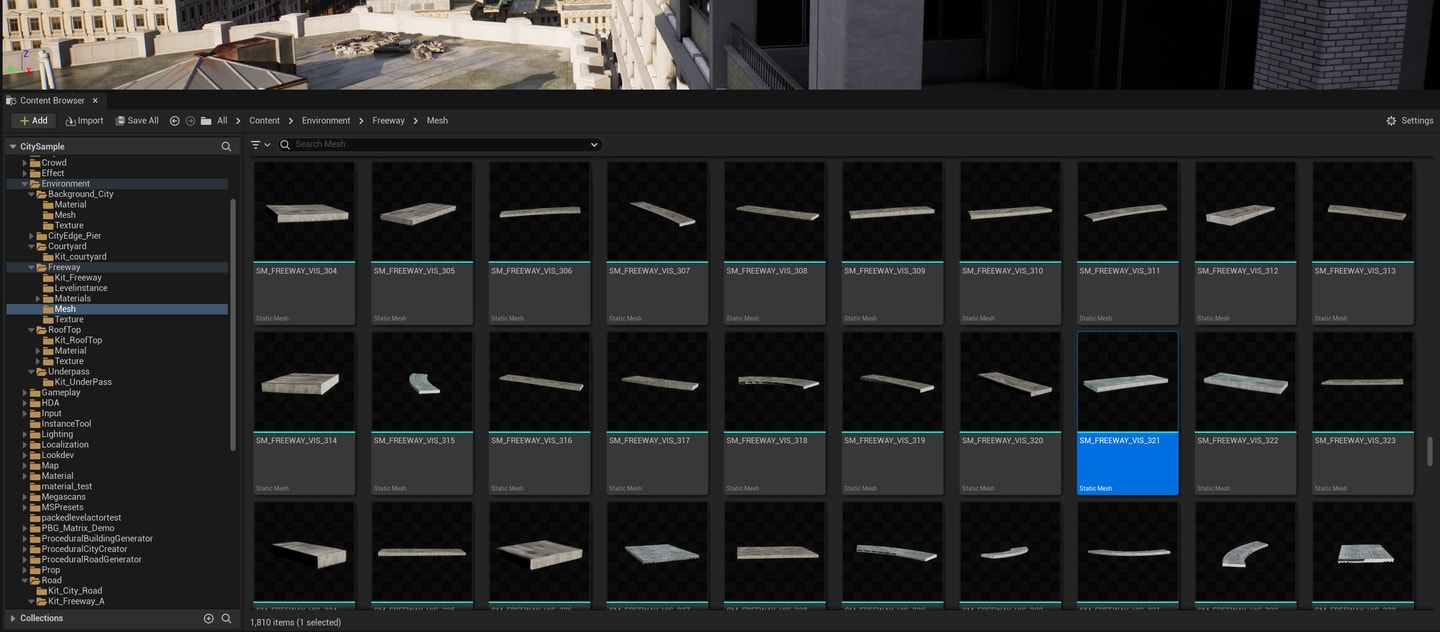 Z
Content Browser
Add Import Save All All Content Environment Freeway Mesh Settings
CitySample
Search Mesh
Crowd
Effect
Environment
Background_City
Material
Mesh
Texture
CityEdge_Pier
Courtyard
Kit_courtyard
Freeway
Kit_Freeway
Levelinstance
Materials
Mesh
Texture
RoofTop
Kit_RoofTop
Material
Texture
Underpass
Kit_UnderPass
Gameplay
HDA
Input
InstanceTool
Lighting
Localization
Lookdev
Map
Material
material_test
Megascans
MSPresets
packedlevelactortest
PBG_Matrix_Demo
ProceduralBuildingGenerator
ProceduralCityCreator
ProceduralRoadGenerator
Prop
Road
Kit_City_Road
Kit_Freeway_A
Collections
SM_FREEWAY_VIS_304 SM_FREEWAY_VIS_305 SM_FREEWAY_VIS_306 SM_FREEWAY_VIS_307 SM_FREEWAY_VIS_308 SM_FREEWAY_VIS_309 SM_FREEWAY_VIS_310 SM_FREEWAY_VIS_311 SM_FREEWAY_VIS_312 SM_FREEWAY_VIS_313
Static Mesh Static Mesh Static Mesh Static Mesh Static Mesh Static Mesh Static Mesh Static Mesh Static Mesh Static Mesh
SM_FREEWAY_VIS_314 SM_FREEWAY_VIS_315 SM_FREEWAY_VIS_316 SM_FREEWAY_VIS_317 SM_FREEWAY_VIS_318 SM_FREEWAY_VIS_319 SM_FREEWAY_VIS_320 SM_FREEWAY_VIS_321 SM_FREEWAY_VIS_322 SM_FREEWAY_VIS_323
Static Mesh Static Mesh Static Mesh Static Mesh Static Mesh Static Mesh Static Mesh Static Mesh Static Mesh Static Mesh
1,810 items (1 selected)